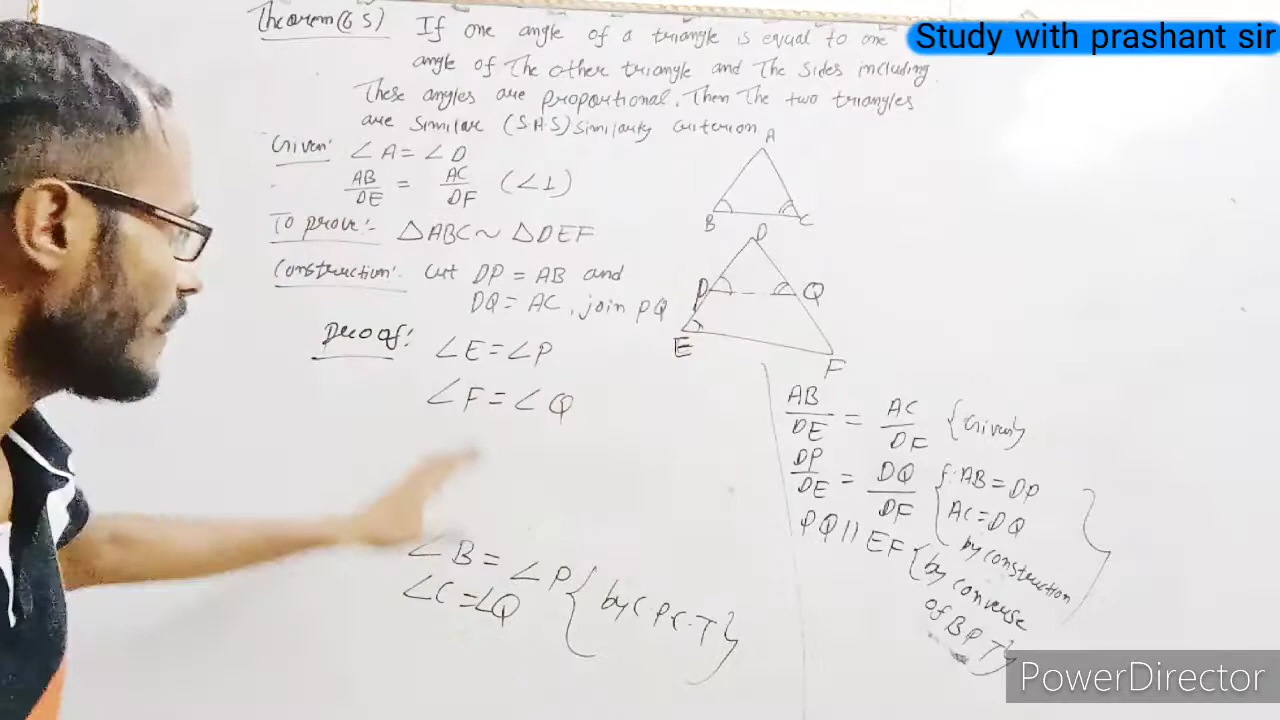 Theorem (6.5) If one angle of a triangle is equal to one
angle of The other triangle and The sides including
These angles are proportional, Then The two triangles
are similar (S.A.S) Similarity criterion
Given: ∠A = ∠D
AB/DE = AC/DF (∠1)
To prove:- △ABC ~ △DEF
Construction: cut DP = AB and
DQ = AC, join PQ
Proof: ∠E = ∠P
∠F = ∠Q
∠B = ∠P
∠C = ∠Q { by C.P.C.T }
A
B C
D
P Q
E F
AB/DE = AC/DF {Given}
DP/DE = DQ/DF {∵ AB = DP
AC = DQ
by construction
PQ || EF {by converse
of BPT}
Study with prashant sir
PowerDirector